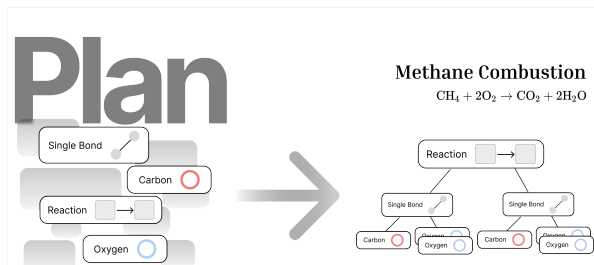 Plan
Single Bond
Carbon
Reaction
Oxygen
Methane Combustion
CH₄ + 2O₂ → CO₂ + 2H₂O
Reaction
Single Bond
Single Bond
Carbon
Oxygen
Carbon
Oxygen